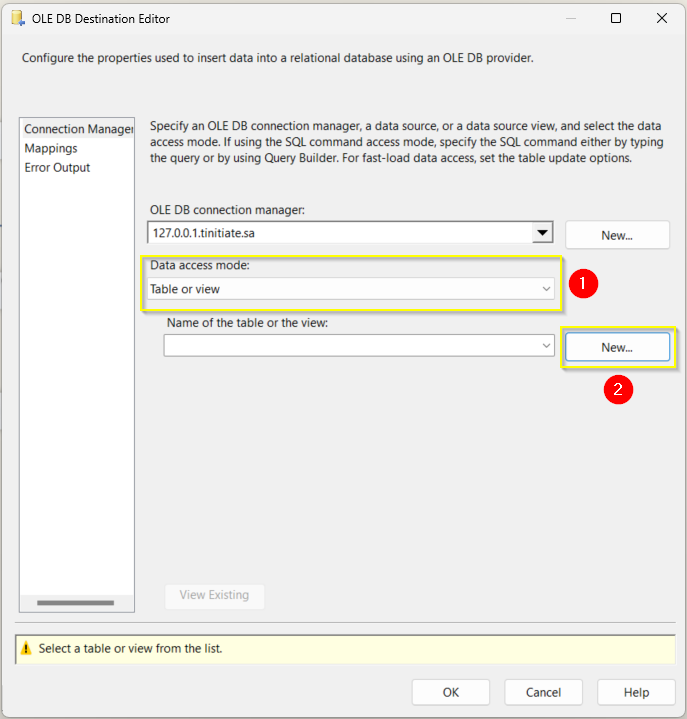 OLE DB Destination Editor
Configure the properties used to insert data into a relational database using an OLE DB provider.
Connection Manager
Mappings
Error Output
Specify an OLE DB connection manager, a data source, or a data source view, and select the data
access mode. If using the SQL command access mode, specify the SQL command either by typing
the query or by using Query Builder. For fast-load data access, set the table update options.
OLE DB connection manager:
127.0.0.1.tinitiate.sa
New...
Data access mode:
Table or view
1
Name of the table or the view:
New...
2
View Existing
Select a table or view from the list.
OK
Cancel
Help